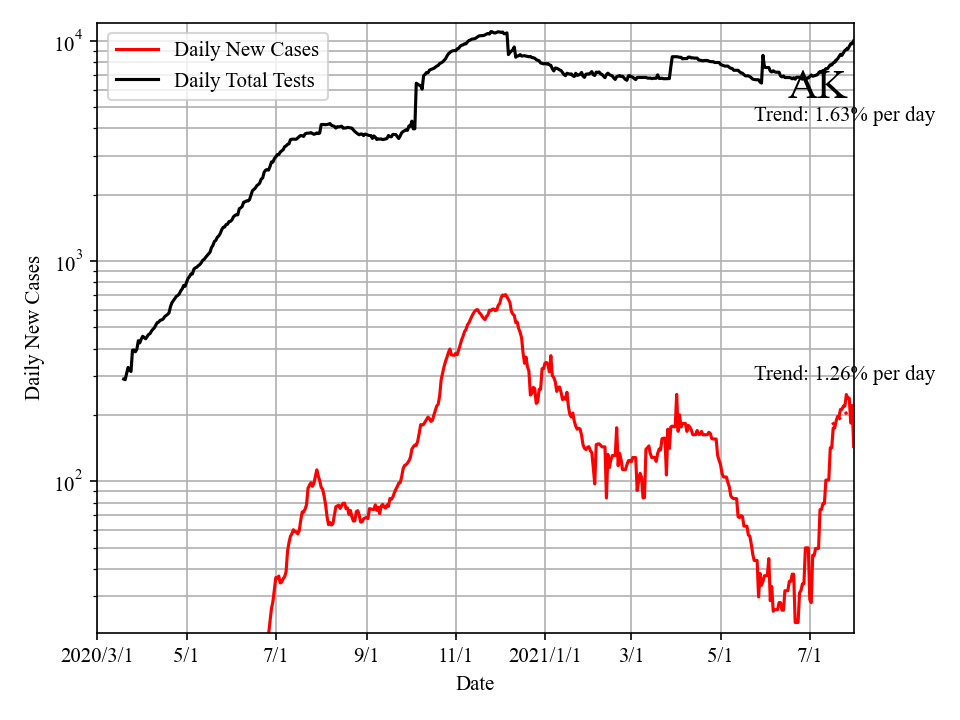 10^4
Daily New Cases
Daily Total Tests
AK
Trend: 1.63% per day
10^3
Daily New Cases
Trend: 1.26% per day
10^2
2020/3/1 5/1 7/1 9/1 11/1 2021/1/1 3/1 5/1 7/1
Date